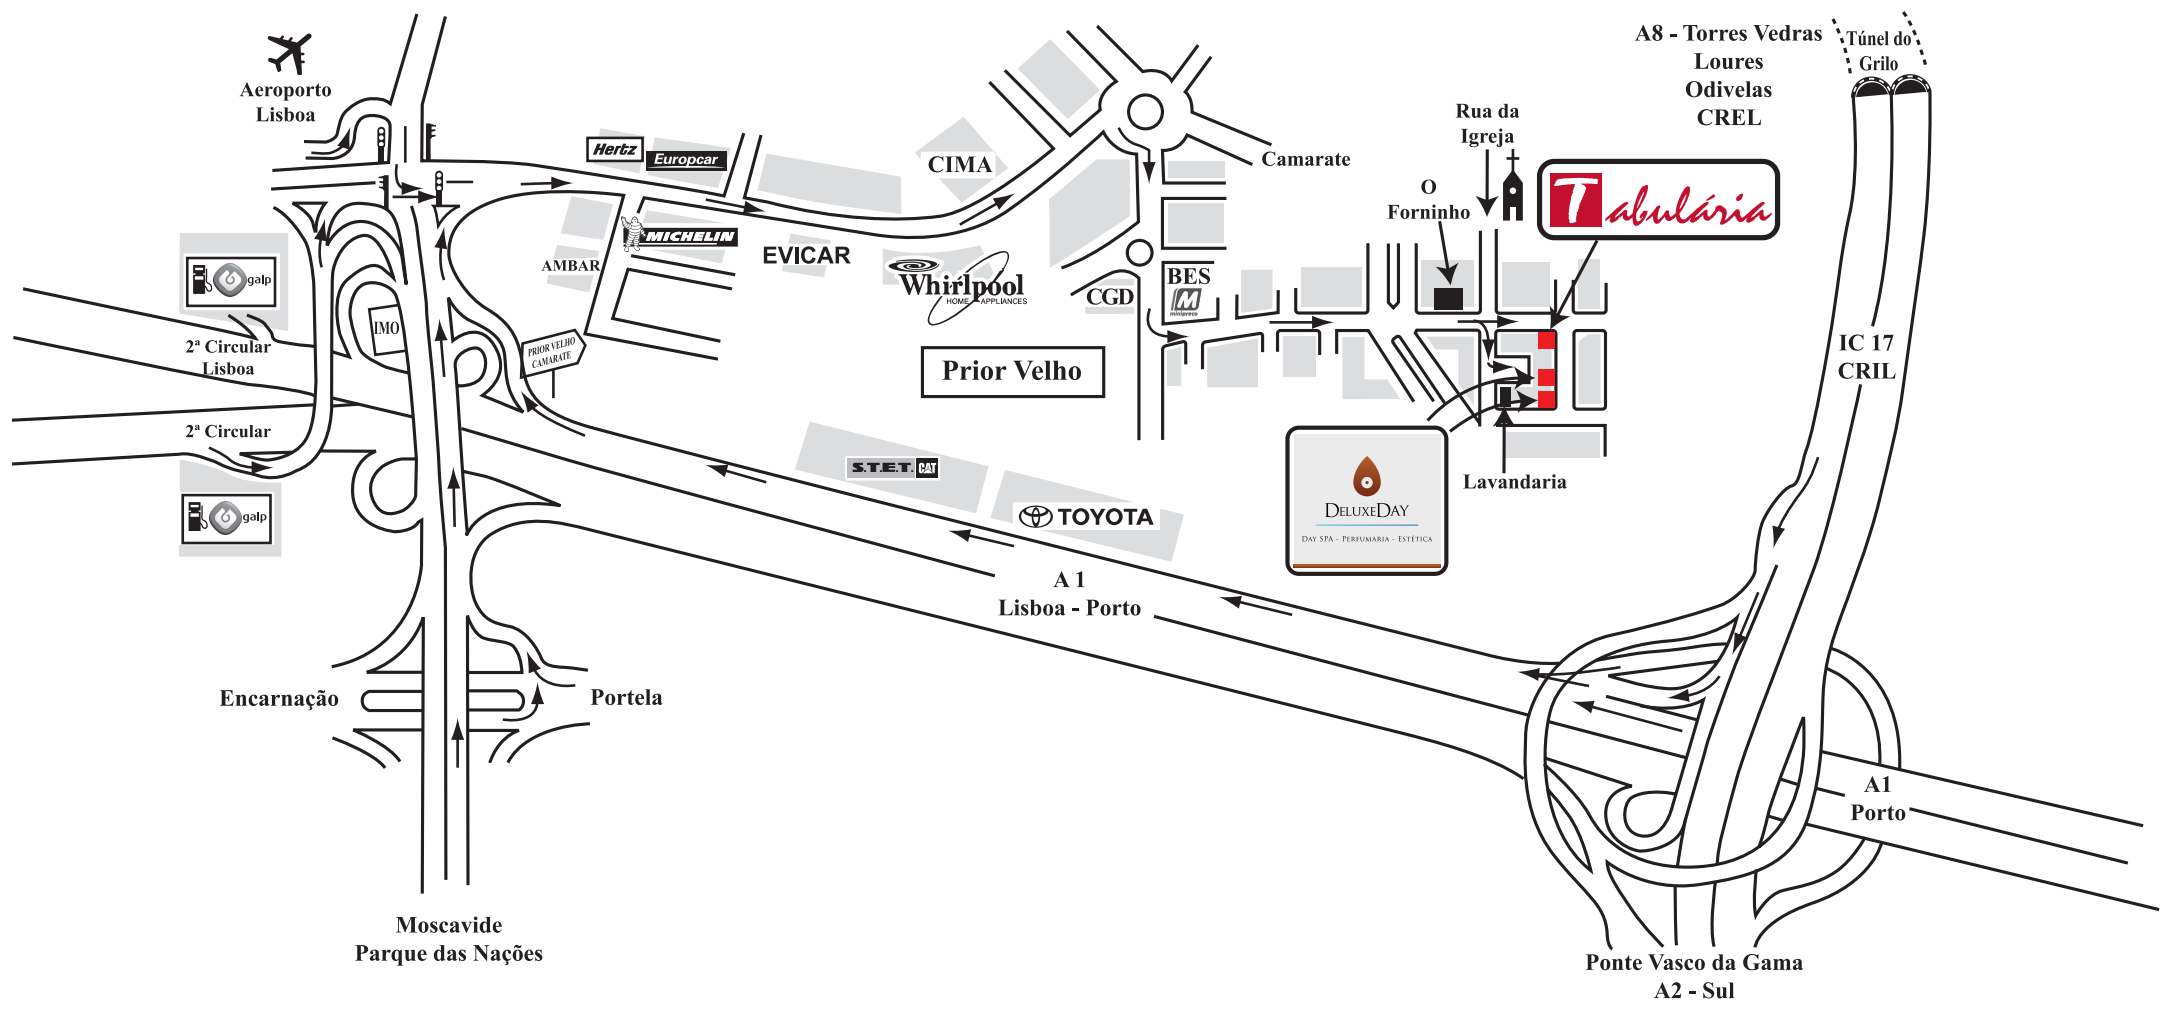 A8 - Torres Vedras
Loures
Odivelas
CREL
Túnel do
Grilo
Aeroporto
Lisboa
Rua da
Igreja
Hertz
Europcar
CIMA
Camarate
O
Forninho
Tabulária
MICHELIN
EVICAR
AMBAR
Whirlpool
HOME APPLIANCES
CGD
BES
M
minipreco
galp
IMO
2ª Circular
Lisboa
PRIOR VELHO
CAMARATE
Prior Velho
IC 17
CRIL
2ª Circular
galp
S.T.E.T. CAT
TOYOTA
Lavandaria
DELUXEDAY
DAY SPA - PERFUMARIA - ESTÉTICA
A 1
Lisboa - Porto
Encarnação
Portela
A1
Porto
Moscavide
Parque das Nações
Ponte Vasco da Gama
A2 - Sul